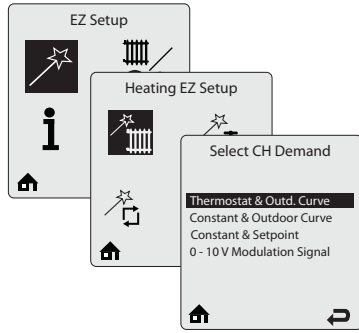 EZ Setup
Heating EZ Setup
Select CH Demand
Thermostat & Outd. Curve
Constant & Outdoor Curve
Constant & Setpoint
0 - 10 V Modulation Signal